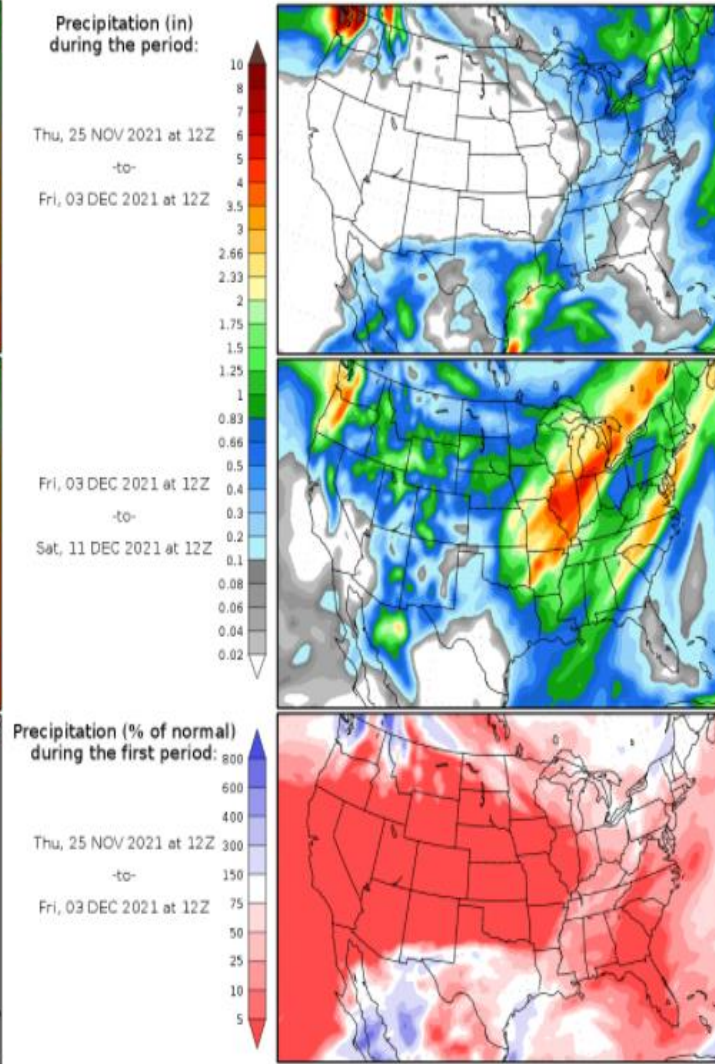 Precipitation (in)
during the period:
10
8
7
6
5
4
3.5
3
2.66
2.33
2
1.75
1.5
1.25
1
0.83
0.66
0.5
0.4
0.3
0.2
0.1
0.08
0.06
0.04
0.02
Thu, 25 NOV 2021 at 12Z
-to-
Fri, 03 DEC 2021 at 12Z
Fri, 03 DEC 2021 at 12Z
-to-
Sat, 11 DEC 2021 at 12Z
Precipitation (% of normal)
during the first period:
800
600
400
300
150
75
50
25
10
5
Thu, 25 NOV 2021 at 12Z
-to-
Fri, 03 DEC 2021 at 12Z